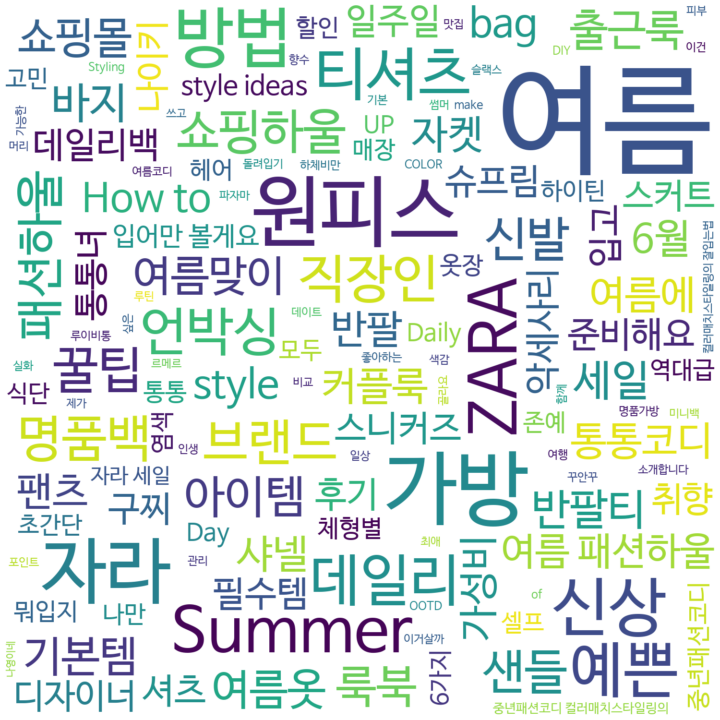 쇼핑몰
나이키
방법
할인
일주일
맛집
bag
출근룩
피부
이건
고민
Styling
style ideas
티셔츠
DIY
슬랙스
여름
바지
쓰고
기본
썸머
make
가능한
머리
데일리백
쇼핑하울
UP
매장
자켓
COLOR
여름코디
헤어
돌려입기
하체비만
파자마
슈프림
하이틴
스커트
패션하울
통통녀
How to
원피스
신발
입고
6월
입어만 볼게요
옷장
여름맞이
직장인
ZARA
악세사리
여름에
컬러매치스타일링의 잘입는법
루틴
언박싱
데이트
반팔
Daily
준비해요
루이비통
싶은
모두
좋아하는
색감
실화
꿀팁
르메르
세일
역대급
식단
통통
style
비교
커플룩
골라요
함께
제가
염색
명품가방
미니백
명품백
인생
브랜드
스니커즈
존예
통통코디
일상
여행
팬츠
자라 세일
아이템
가방
꾸안꾸
소개합니다
구찌
후기
반팔티
취향
초간단
Day
체형별
최애
포인트
자라
샤넬
관리
데일리
가성비
여름 패션하울
뭐입지
나만
필수템
OOTD
of
신상
셀프
중년패션코디
Summer
이거살까
기본템
6가지
샌들
예쁜
나영이네
디자이너
셔츠
여름옷
룩북
중년패션코디 컬러매치스타일링의